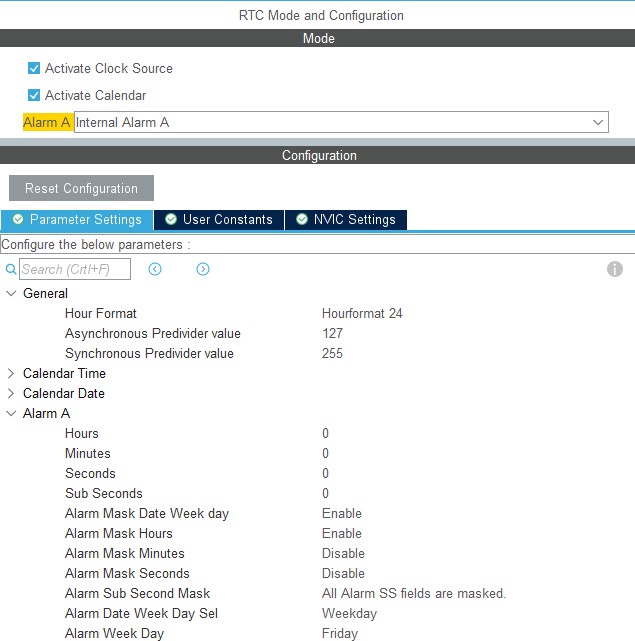 RTC Mode and Configuration
Mode
Activate Clock Source
Activate Calendar
Alarm A Internal Alarm A
Configuration
Reset Configuration
Parameter Settings User Constants NVIC Settings
Configure the below parameters :
Search (Crtl+F)
General
Hour Format Hourformat 24
Asynchronous Predivider value 127
Synchronous Predivider value 255
Calendar Time
Calendar Date
Alarm A
Hours 0
Minutes 0
Seconds 0
Sub Seconds 0
Alarm Mask Date Week day Enable
Alarm Mask Hours Enable
Alarm Mask Minutes Disable
Alarm Mask Seconds Disable
Alarm Sub Second Mask All Alarm SS fields are masked.
Alarm Date Week Day Sel Weekday
Alarm Week Day Friday